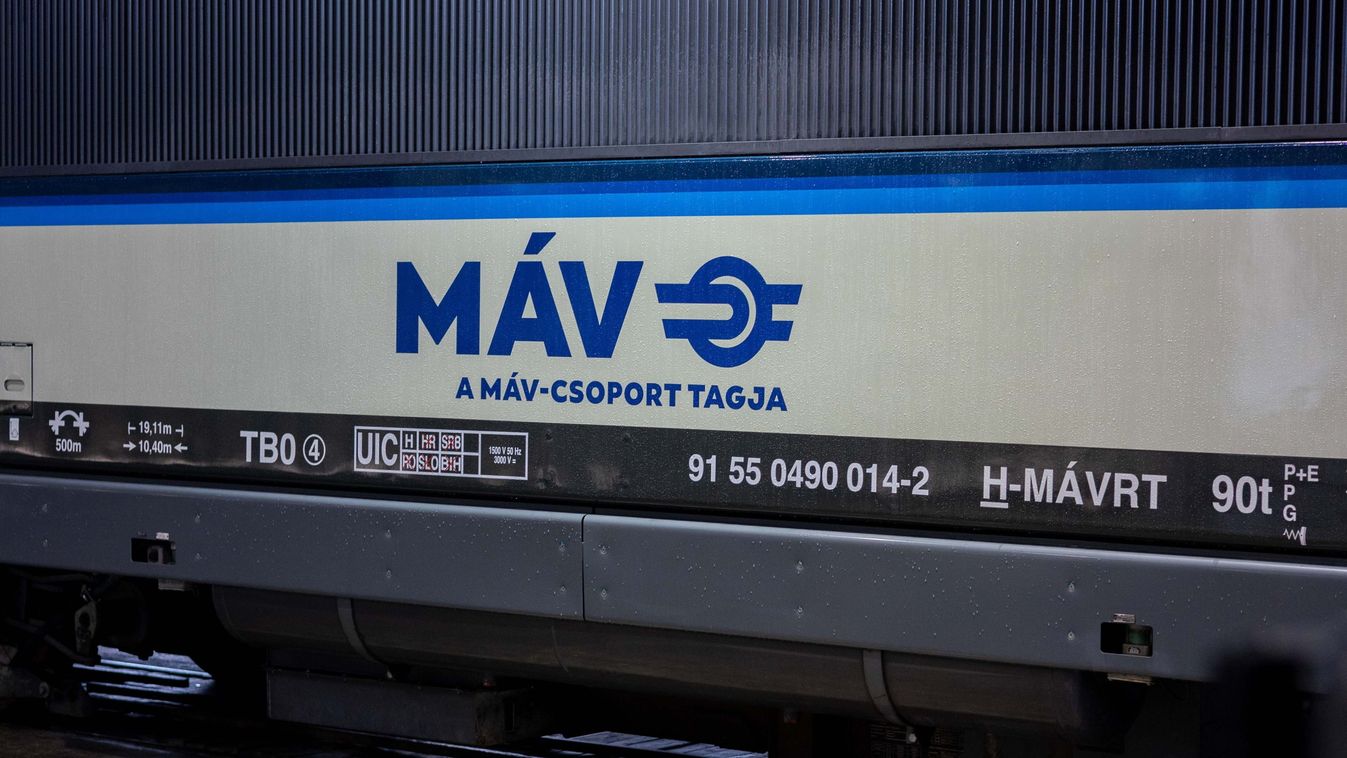 MÁV
A MÁV-CSOPORT TAGJA
500m
19,11m
10,40m
TB0 4
UIC H HR SRB
RO SLO BIH
1500 V 50 Hz
3000 V =
91 55 0490 014-2
H-MÁVRT
90t
P+E
P
G